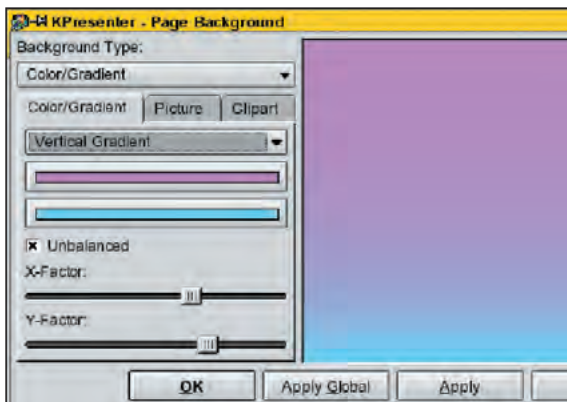 KPresenter - Page Background
Background Type:
Color/Gradient
Color/Gradient Picture Clipart
Vertical Gradient
Unbalanced
X-Factor:
Y-Factor:
OK Apply Global Apply